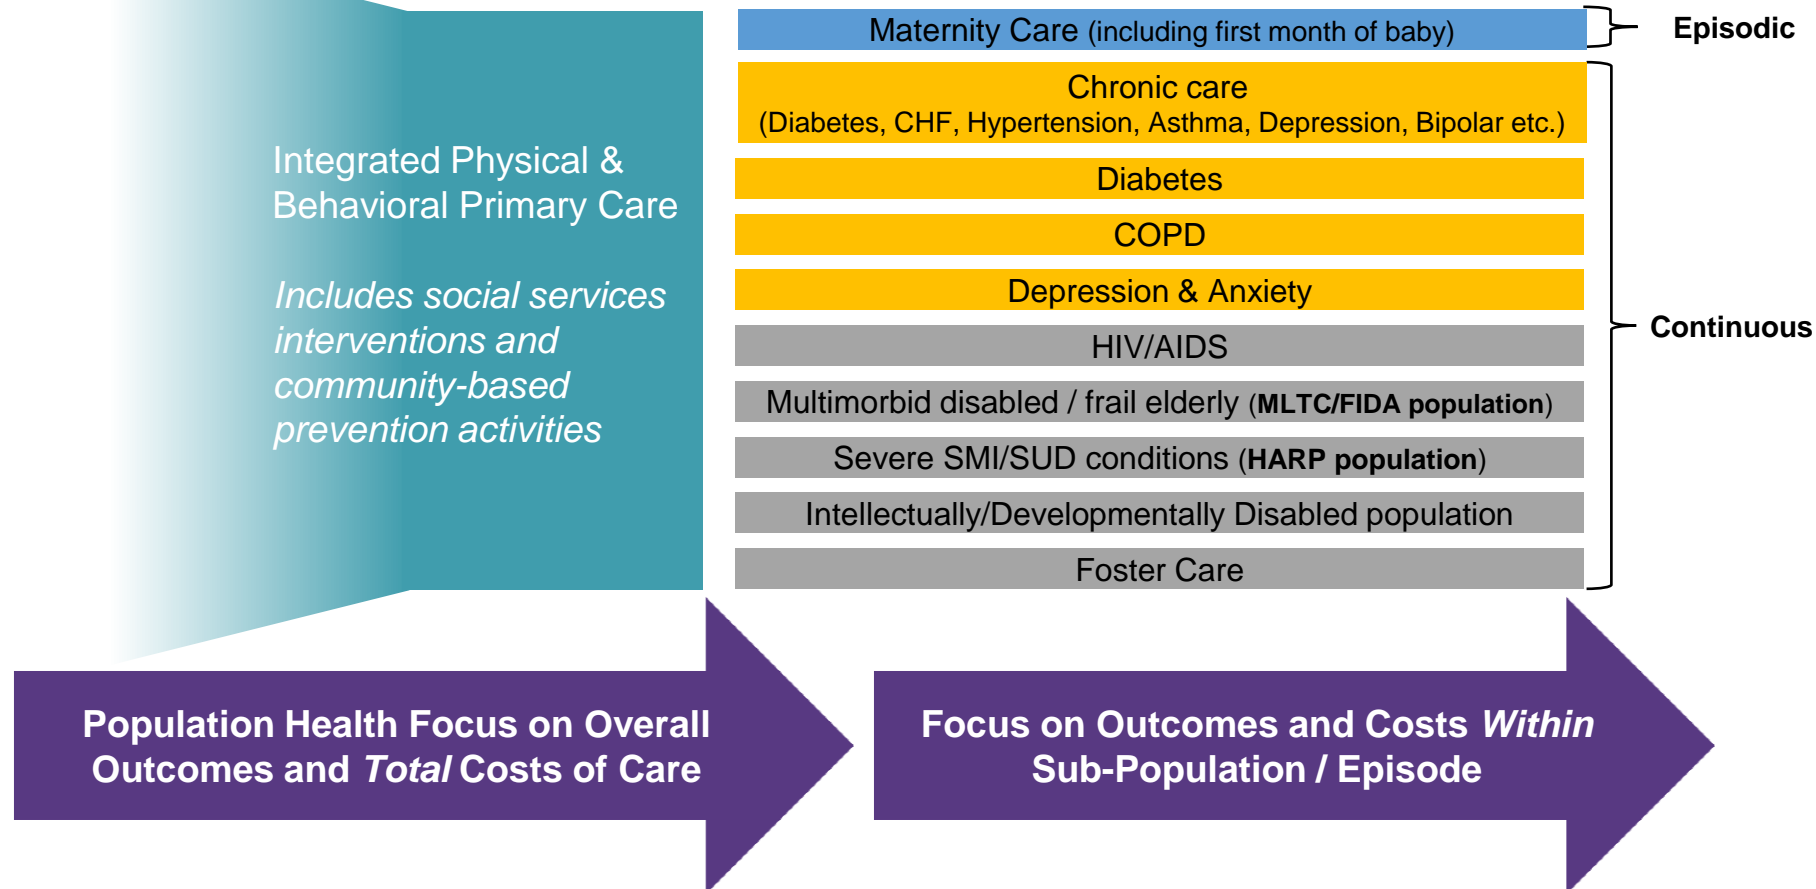 Integrated Physical &
Behavioral Primary Care
Includes social services
interventions and
community-based
prevention activities
Maternity Care (including first month of baby)
Episodic
Chronic care
(Diabetes, CHF, Hypertension, Asthma, Depression, Bipolar etc.)
Diabetes
COPD
Depression & Anxiety
HIV/AIDS
Multimorbid disabled / frail elderly (MLTC/FIDA population)
Severe SMI/SUD conditions (HARP population)
Intellectually/Developmentally Disabled population
Foster Care
Continuous
Population Health Focus on Overall
Outcomes and Total Costs of Care
Focus on Outcomes and Costs Within
Sub-Population / Episode